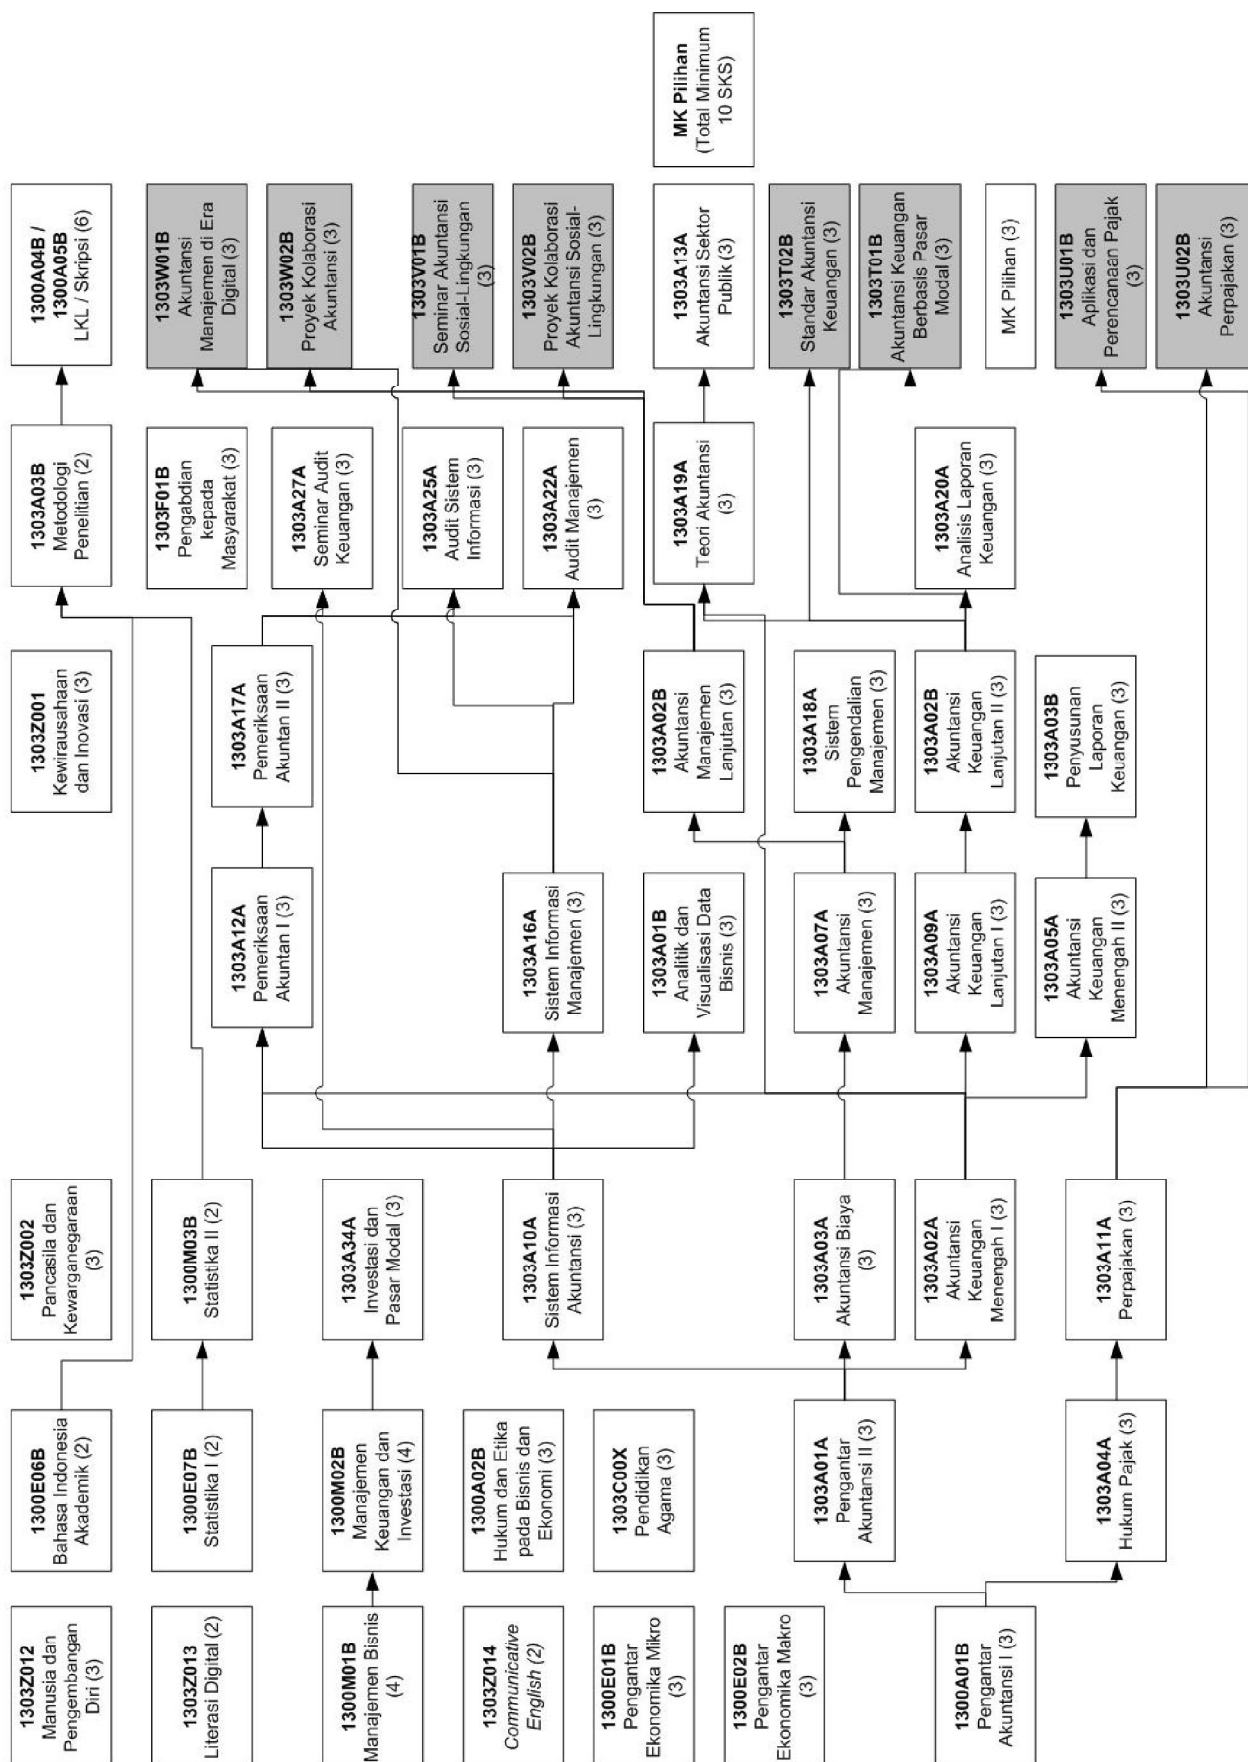 1303Z012
Manusia dan
Pengembangan
Diri (3)
1303Z013
Literasi Digital (2)
1300M01B
Manajemen Bisnis
(4)
1303Z014
Communicative
English (2)
1300E01B
Pengantar
Ekonomika Mikro
(3)
1300E02B
Pengantar
Ekonomika Makro
(3)
1300A01B
Pengantar
Akuntansi I (3)
1300E06B
Bahasa Indonesia
Akademik (2)
1300E07B
Statistika I (2)
1300M02B
Manajemen
Keuangan dan
Investasi (4)
1300A02B
Hukum dan Etika
pada Bisnis dan
Ekonomi (3)
1303C00X
Pendidikan
Agama (3)
1303A01A
Pengantar
Akuntansi II (3)
1303A04A
Hukum Pajak (3)
1303Z002
Pancasila dan
Kewarganegaraan
(3)
1300M03B
Statistika II (2)
1303A34A
Investasi dan
Pasar Modal (3)
1303A10A
Sistem Informasi
Akuntansi (3)
1303A03A
Akuntansi Biaya
(3)
1303A02A
Akuntansi
Keuangan
Menengah I (3)
1303A11A
Perpajakan (3)
1303A12A
Pemeriksaan
Akuntan I (3)
1303A16A
Sistem Informasi
Manajemen (3)
1303A01B
Analitik dan
Visualisasi Data
Bisnis (3)
1303A07A
Akuntansi
Manajemen (3)
1303A09A
Akuntansi
Keuangan
Lanjutan I (3)
1303A05A
Akuntansi
Keuangan
Menengah II (3)
1303Z001
Kewirausahaan
dan Inovasi (3)
1303A17A
Pemeriksaan
Akuntan II (3)
1303A02B
Akuntansi
Manajemen
Lanjutan (3)
1303A18A
Sistem
Pengendalian
Manajemen (3)
1303A02B
Akuntansi
Keuangan
Lanjutan II (3)
1303A03B
Penyusunan
Laporan
Keuangan (3)
1303A03B
Metodologi
Penelitian (2)
1303F01B
Pengabdian
kepada
Masyarakat (3)
1303A27A
Seminar Audit
Keuangan (3)
1303A25A
Audit Sistem
Informasi (3)
1303A22A
Audit Manajemen
(3)
1303A19A
Teori Akuntansi
(3)
1303A20A
Analisis Laporan
Keuangan (3)
1300A04B /
1300A05B
LKL / Skripsi (6)
1303W01B
Akuntansi
Manajemen di Era
Digital (3)
1303W02B
Proyek Kolaborasi
Akuntansi (3)
1303V01B
Seminar Akuntansi
Sosial-Lingkungan
(3)
1303V02B
Proyek Kolaborasi
Akuntansi Sosial-
Lingkungan (3)
1303A13A
Akuntansi Sektor
Publik (3)
1303T02B
Standar Akuntansi
Keuangan (3)
1303T01B
Akuntansi Keuangan
Berbasis Pasar
Modal (3)
MK Pilihan (3)
1303U01B
Aplikasi dan
Perencanaan Pajak
(3)
1303U02B
Akuntansi
Perpajakan (3)
MK Pilihan
(Total Minimum
10 SKS)